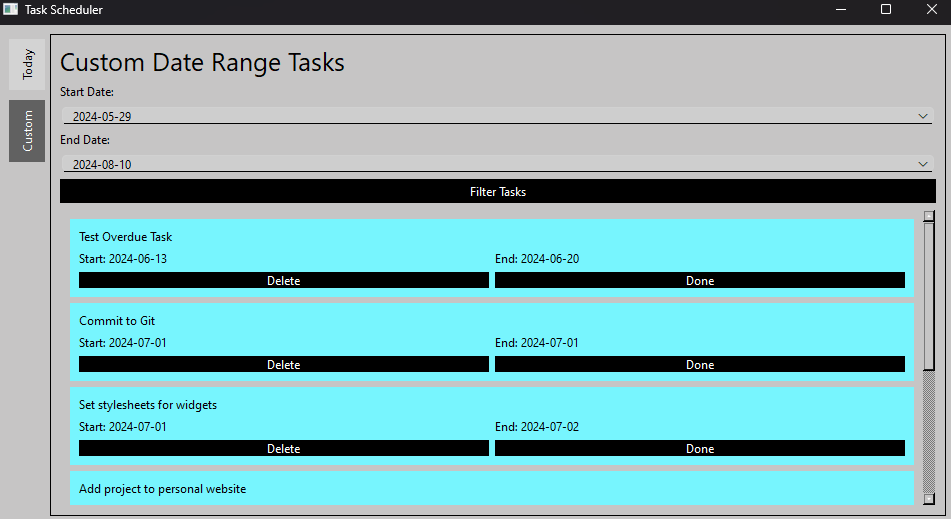 Task Scheduler
Today
Custom
Custom Date Range Tasks
Start Date:
2024-05-29
End Date:
2024-08-10
Filter Tasks
Test Overdue Task
Start: 2024-06-13 End: 2024-06-20
Delete Done
Commit to Git
Start: 2024-07-01 End: 2024-07-01
Delete Done
Set stylesheets for widgets
Start: 2024-07-01 End: 2024-07-02
Delete Done
Add project to personal website